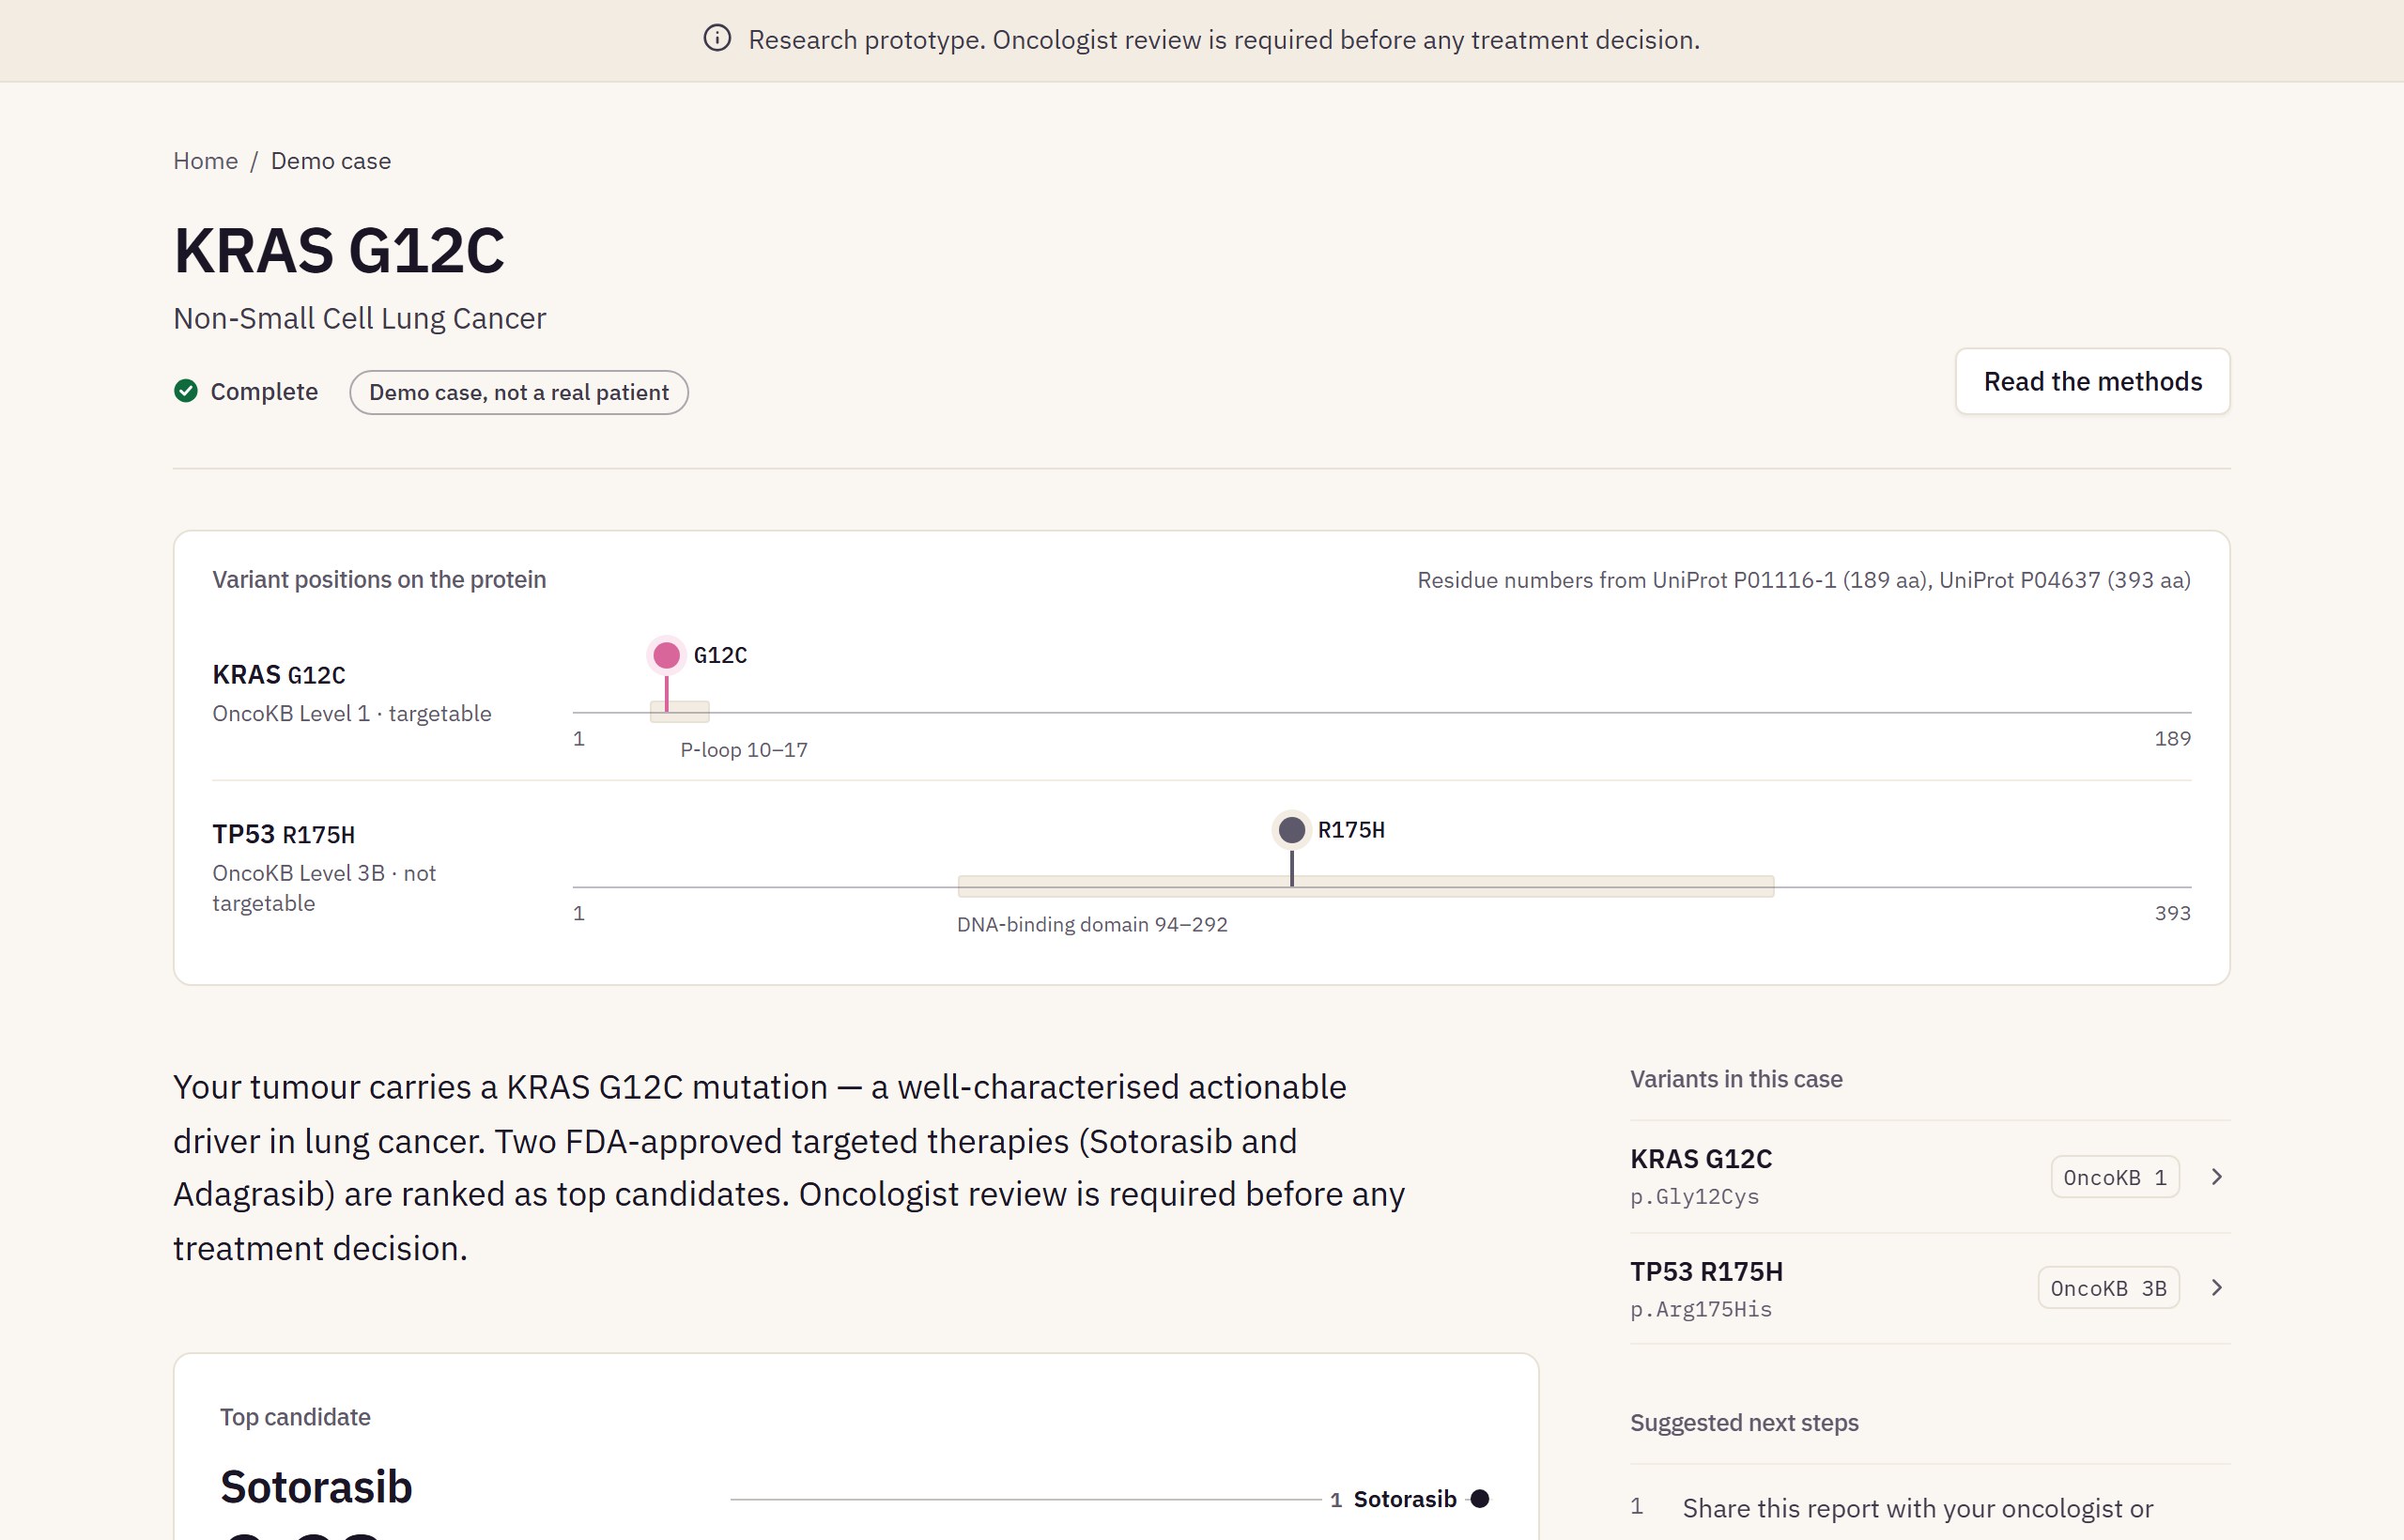 Research prototype. Oncologist review is required before any treatment decision.
Home / Demo case
KRAS G12C
Non-Small Cell Lung Cancer
Complete
Demo case, not a real patient
Read the methods
Variant positions on the protein
Residue numbers from UniProt P01116-1 (189 aa), UniProt P04637 (393 aa)
KRAS G12C
OncoKB Level 1 · targetable
G12C
1
P-loop 10–17
189
TP53 R175H
OncoKB Level 3B · not
targetable
R175H
1
DNA-binding domain 94–292
393
Your tumour carries a KRAS G12C mutation — a well-characterised actionable
driver in lung cancer. Two FDA-approved targeted therapies (Sotorasib and
Adagrasib) are ranked as top candidates. Oncologist review is required before any
treatment decision.
Top candidate
Sotorasib
1 Sotorasib
Variants in this case
KRAS G12C
p.Gly12Cys
OncoKB 1
TP53 R175H
p.Arg175His
OncoKB 3B
Suggested next steps
1 Share this report with your oncologist or